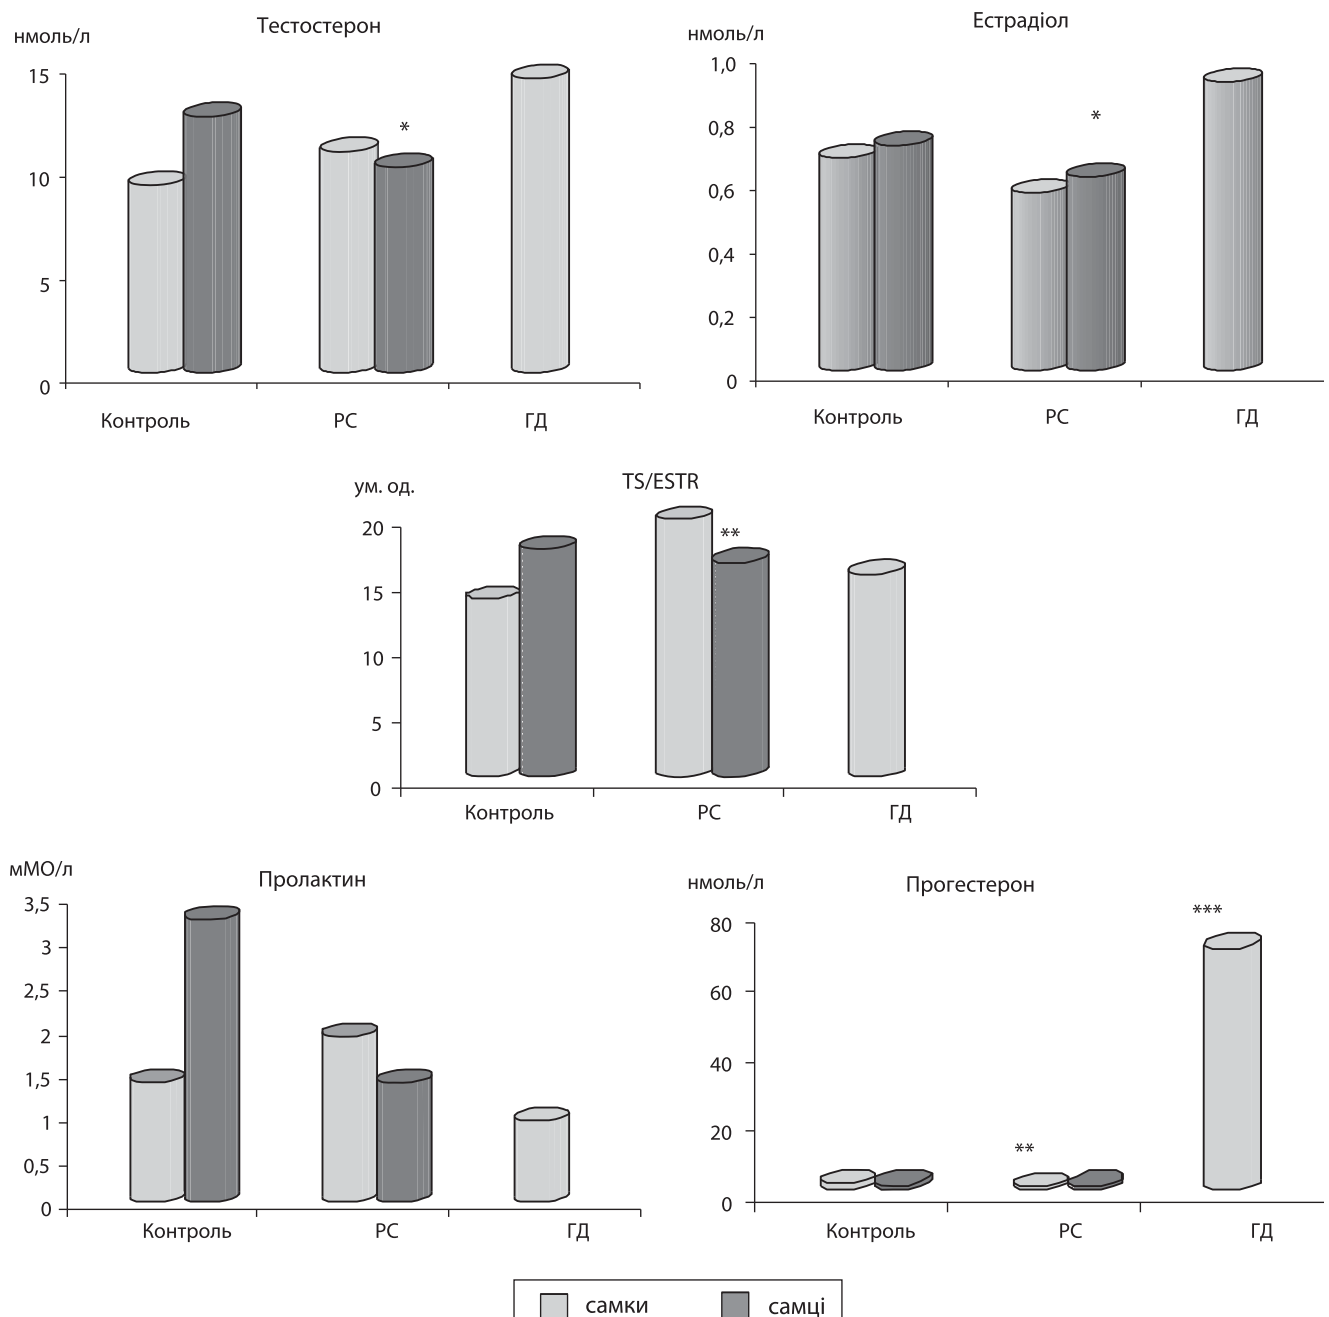 Тестостерон
нмоль/л
15
10
5
0
*
Контроль РС ГД
Естрадіол
нмоль/л
1,0
0,8
0,6
0,4
0,2
0
*
Контроль РС ГД
TS/ESTR
ум. од.
20
15
10
5
0
**
Контроль РС ГД
Пролактин
мМО/л
3,5
3
2,5
2
1,5
1
0,5
0
Контроль РС ГД
Прогестерон
нмоль/л
80
60
40
20
0
**
***
Контроль РС ГД
самки самці